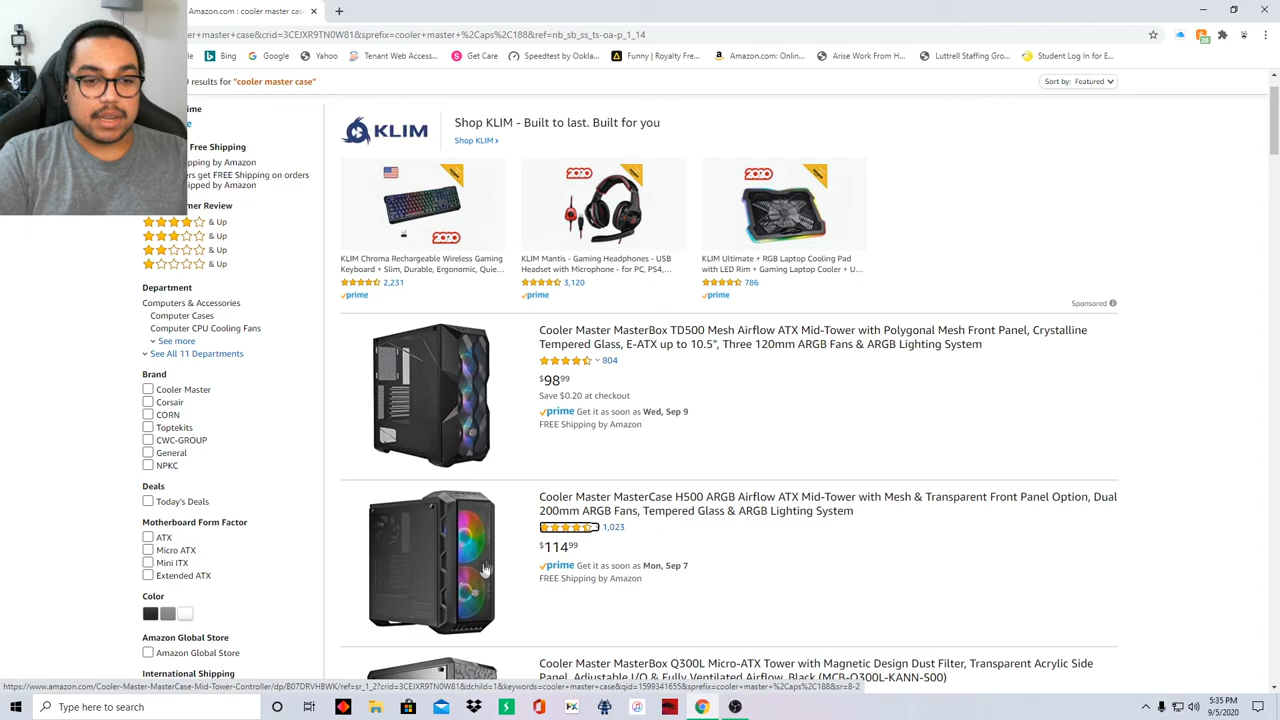 Amazon.com : cooler master case
er+master+case&crid=3CEJXR9TN0W81&sprefix=cooler+master+%2Caps%2C188&ref=nb_sb_ss_ts-oa-p_1_14
Bing
Google
Yahoo
Tenant Web Access...
Get Care
Speedtest by Ookla...
Funny | Royalty Free...
Amazon.com: Onlin...
Arise Work From H...
Luttrell Staffing Gro...
Student Log In for E...
results for "cooler master case"
Sort by: Featured
Free Shipping
pping by Amazon
ers get FREE Shipping on orders
ipped by Amazon
omer Review
& Up
& Up
& Up
& Up
Department
Computers & Accessories
Computer Cases
Computer CPU Cooling Fans
See more
See All 11 Departments
Brand
Cooler Master
Corsair
CORN
Toptekits
CWC-GROUP
General
NPKC
Deals
Today's Deals
Motherboard Form Factor
ATX
Micro ATX
Mini ITX
Extended ATX
Color
Amazon Global Store
Amazon Global Store
International Shipping
KLIM
Shop KLIM - Built to last. Built for you
Shop KLIM ›
2020
2020
2020
KLIM Chroma Rechargeable Wireless Gaming
Keyboard + Slim, Durable, Ergonomic, Quie...
2,231
prime
KLIM Mantis - Gaming Headphones - USB
Headset with Microphone - for PC, PS4,...
3,120
prime
KLIM Ultimate + RGB Laptop Cooling Pad
with LED Rim + Gaming Laptop Cooler + U...
786
prime
Sponsored
Cooler Master MasterBox TD500 Mesh Airflow ATX Mid-Tower with Polygonal Mesh Front Panel, Crystalline
Tempered Glass, E-ATX up to 10.5", Three 120mm ARGB Fans & ARGB Lighting System
804
$98.99
Save $0.20 at checkout
prime Get it as soon as Wed, Sep 9
FREE Shipping by Amazon
Cooler Master MasterCase H500 ARGB Airflow ATX Mid-Tower with Mesh & Transparent Front Panel Option, Dual
200mm ARGB Fans, Tempered Glass & ARGB Lighting System
1,023
$114.99
prime Get it as soon as Mon, Sep 7
FREE Shipping by Amazon
Cooler Master MasterBox Q300L Micro-ATX Tower with Magnetic Design Dust Filter, Transparent Acrylic Side
Panel, Adjustable I/O & Fully Ventilated Airflow, Black (MCB-Q300L-KANN-S00)
https://www.amazon.com/Cooler-Master-MasterCase-Mid-Tower-Controller/dp/B07DRVHBWK/ref=sr_1_2?crid=3CEJXR9TN0W81&dchild=1&keywords=cooler+master+case&qid=1599341655&sprefix=cooler+master+%2Caps%2C188&sr=8-2
Type here to search
5:35 PM
9/5/2020